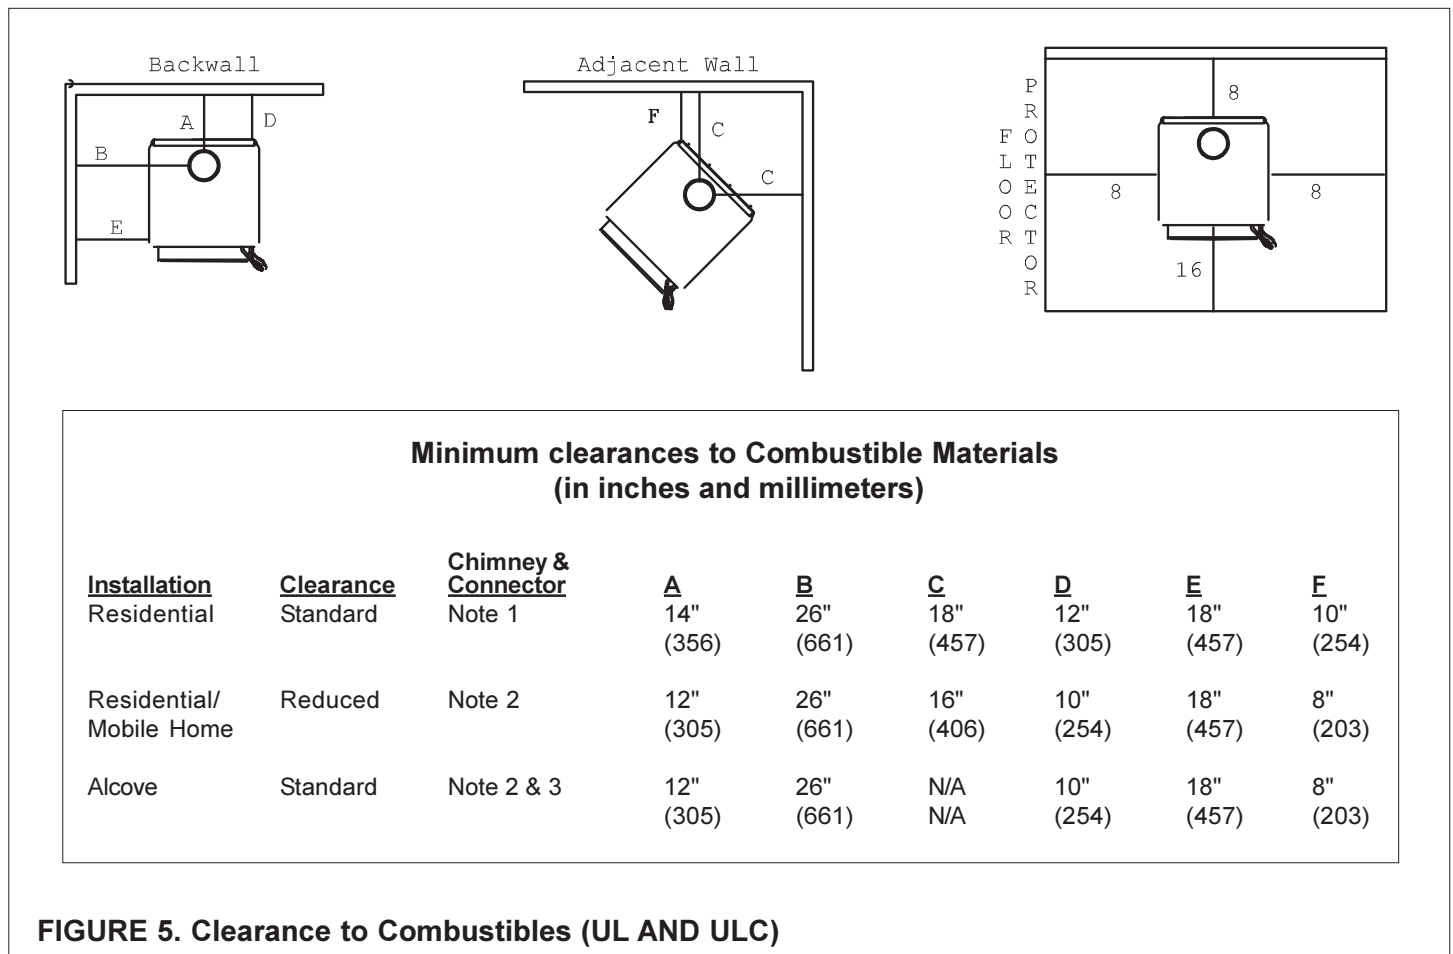 Backwall
A
D
B
E
Adjacent Wall
F
C
C
FLOOR
PROTECTOR
8
8
8
16
Minimum clearances to Combustible Materials
(in inches and millimeters)
Chimney &
Installation Clearance Connector A B C D E F
Residential Standard Note 1 14" 26" 18" 12" 18" 10"
(356) (661) (457) (305) (457) (254)
Residential/ Reduced Note 2 12" 26" 16" 10" 18" 8"
Mobile Home (305) (661) (406) (254) (457) (203)
Alcove Standard Note 2 & 3 12" 26" N/A 10" 18" 8"
(305) (661) N/A (254) (457) (203)
FIGURE 5. Clearance to Combustibles (UL AND ULC)